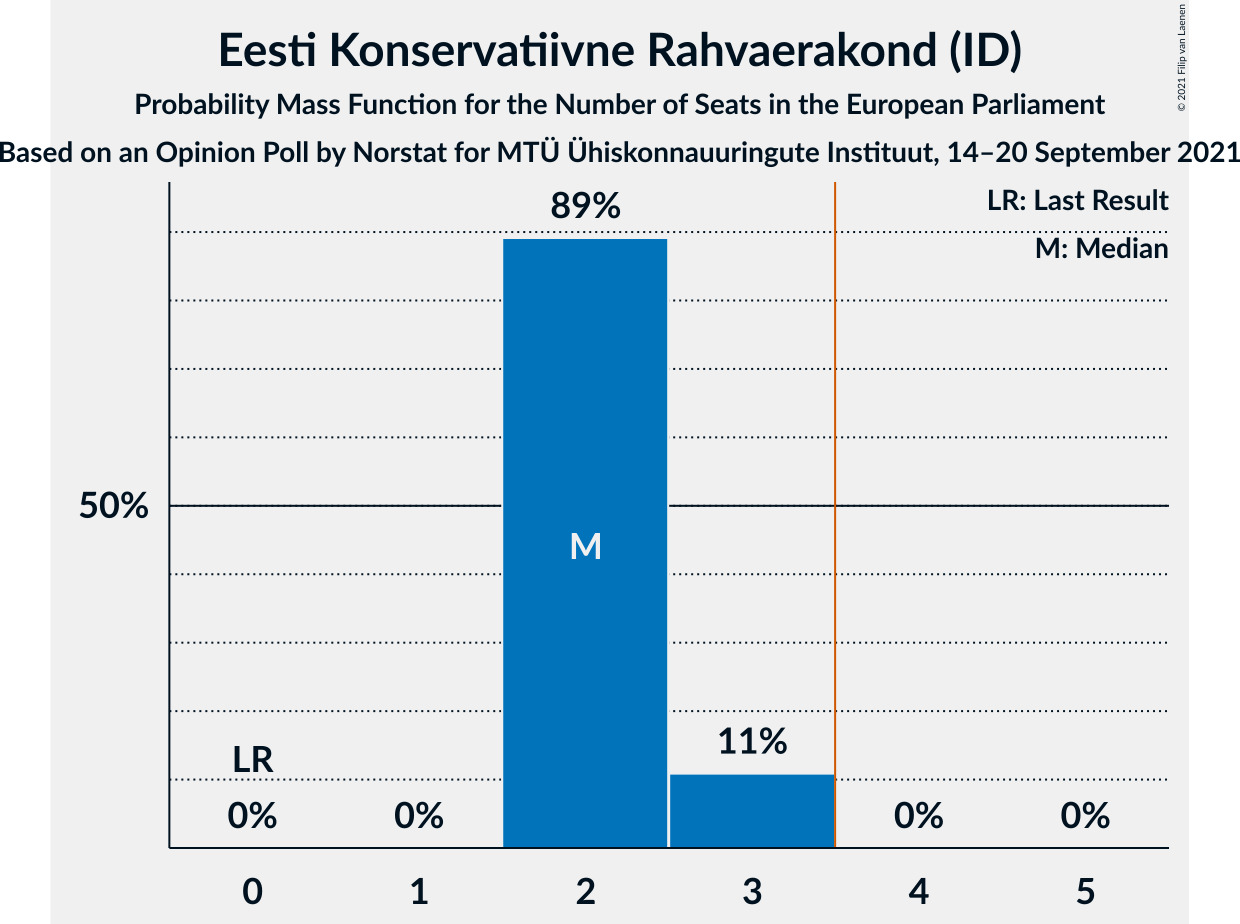 Eesti Konservatiivne Rahvaerakond (ID)
Probability Mass Function for the Number of Seats in the European Parliament
Based on an Opinion Poll by Norstat for MTÜ Ühiskonnauuringute Instituut, 14–20 September 2021
© 2021 Filip van Laenen
LR: Last Result
M: Median
89%
50%
M
11%
LR
0% 0% 0% 0%
0 1 2 3 4 5